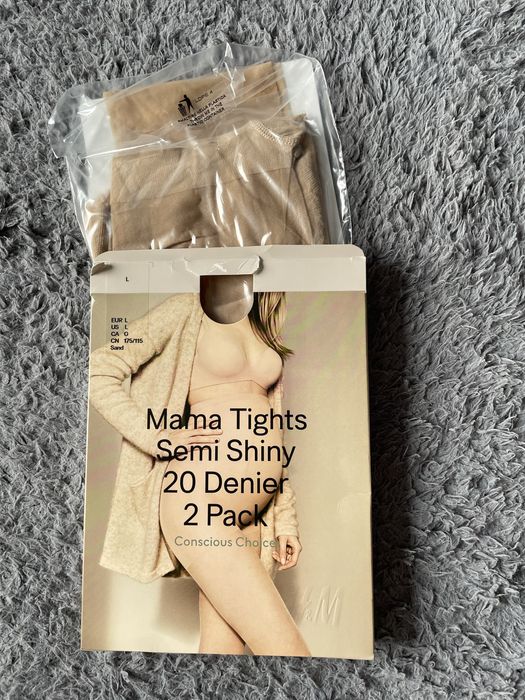 L
EUR L
US L
CA G
CN 175/115
Sand
Mama Tights
Semi Shiny
20 Denier
2 Pack
Conscious Choice
H&M